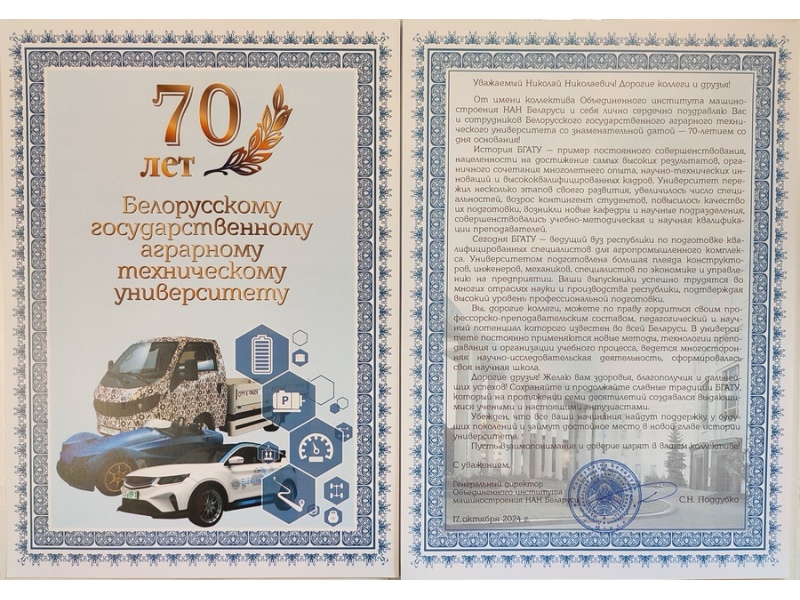 70
лет
Белорусскому
государственному
аграрному
техническому
университету
P
Уважаемый Николай Николаевич! Дорогие коллеги и друзья!
От имени коллектива Объединенного института машино-
строения НАН Беларуси и себя лично сердечно поздравляю Вас
и сотрудников Белорусского государственного аграрного техни-
ческого университета со знаменательной датой — 70-летием со
дня основания!
История БГАТУ — пример постоянного совершенствования,
нацеленности на достижение самых высоких результатов, орга-
ничного сочетания многолетнего опыта, научно-технических ин-
новаций и высококвалифицированных кадров. Университет пере-
жил несколько этапов своего развития, увеличилось число специ-
альностей, возрос контингент студентов, повысилось качество
их подготовки, возникли новые кафедры и научные подразделения,
совершенствовались учебно-методическая и научная квалифика-
ции преподавателей.
Сегодня БГАТУ — ведущий вуз республики по подготовке ква-
лифицированных специалистов для агропромышленного комплек-
са. Университетом подготовлена большая плеяда конструкто-
ров, инженеров, механиков, специалистов по экономике и управле-
нию на предприятии. Ваши выпускники успешно трудятся во
многих отраслях науки и производства республики, подтверждая
высокий уровень профессиональной подготовки.
Вы, дорогие коллеги, можете по праву гордиться своим про-
фессорско-преподавательским составом, педагогический и науч-
ный потенциал которого известен во всей Беларуси. В универси-
тете постоянно применяются новые методы, технологии препо-
давания и организации учебного процесса, ведется многосторон-
няя научно-исследовательская деятельность, сформировалась
своя научная школа.
Дорогие друзья! Желаю вам здоровья, благополучия и дальней-
ших успехов! Сохраняйте и продолжайте славные традиции БГАТУ,
который на протяжении семи десятилетий создавался выдающи-
мися учеными и настоящими энтузиастами.
Убежден, что все ваши начинания найдут поддержку у буду-
щих поколений и займут достойное место в новой главе истории
университета.
Пусть взаимопонимание и доверие царят в вашем коллективе!
С уважением,
Генеральный директор
Объединенного института
машиностроения НАН Беларуси
С.Н. Поддубко
17 октября 2024 г.